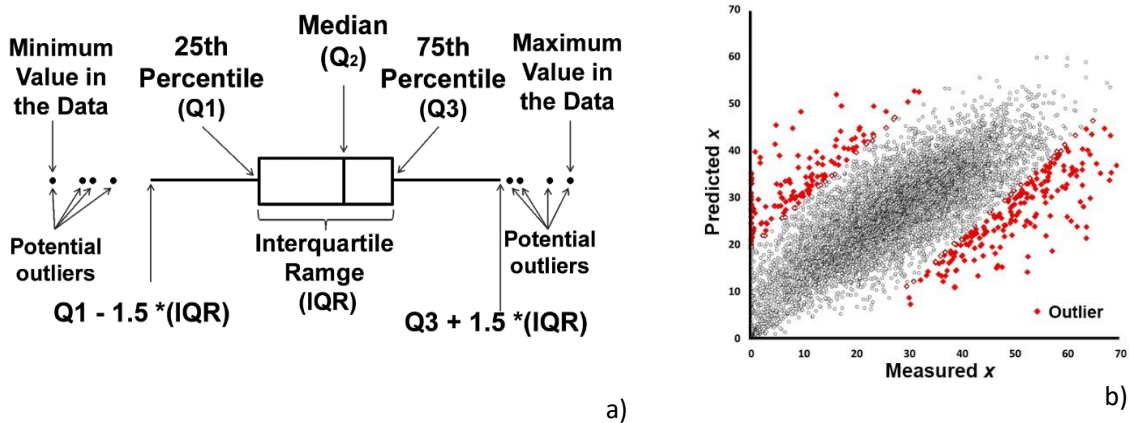 Minimum
Value in
the Data
25th
Percentile
(Q1)
Median
(Q₂)
75th
Percentile
(Q3)
Maximum
Value in
the Data
Potential
outliers
Interquartile
Ramge
(IQR)
Potential
outliers
Q1 - 1.5 *(IQR)
Q3 + 1.5 *(IQR)
a)
70
60
50
40
30
20
10
0
Predicted x
0 10 20 30 40 50 60 70
Measured x
Outlier
b)